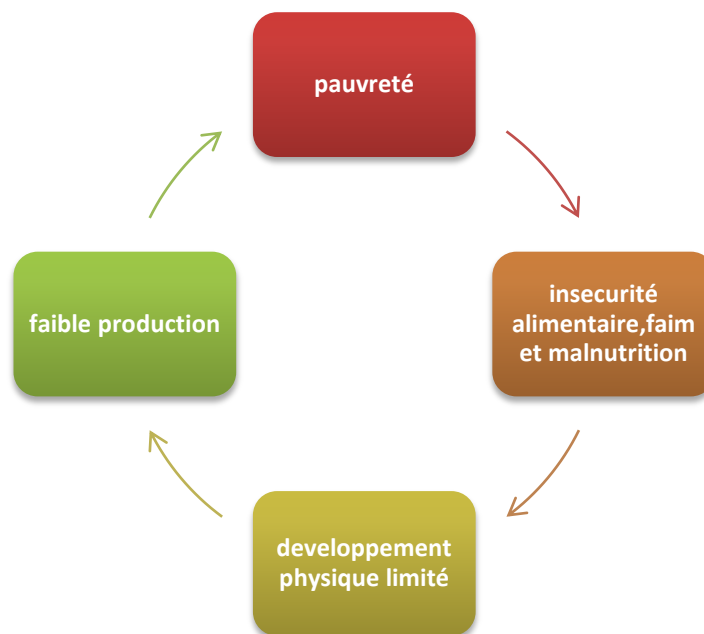 pauvreté
insecurité
alimentaire,faim
et malnutrition
developpement
physique limité
faible production